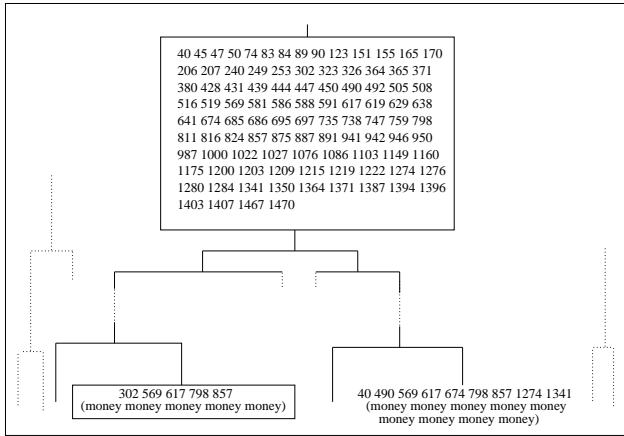 40 45 47 50 74 83 84 89 90 123 151 155 165 170
206 207 240 249 253 302 323 326 364 365 371
380 428 431 439 444 447 450 490 492 505 508
516 519 569 581 586 588 591 617 619 629 638
641 674 685 686 695 697 735 738 747 759 798
811 816 824 857 875 887 891 941 942 946 950
987 1000 1022 1027 1076 1086 1103 1149 1160
1175 1200 1203 1209 1215 1219 1222 1274 1276
1280 1284 1341 1350 1364 1371 1387 1394 1396
1403 1407 1467 1470
302 569 617 798 857
(money money money money money)
40 490 569 617 674 798 857 1274 1341
(money money money money money
money money money money)